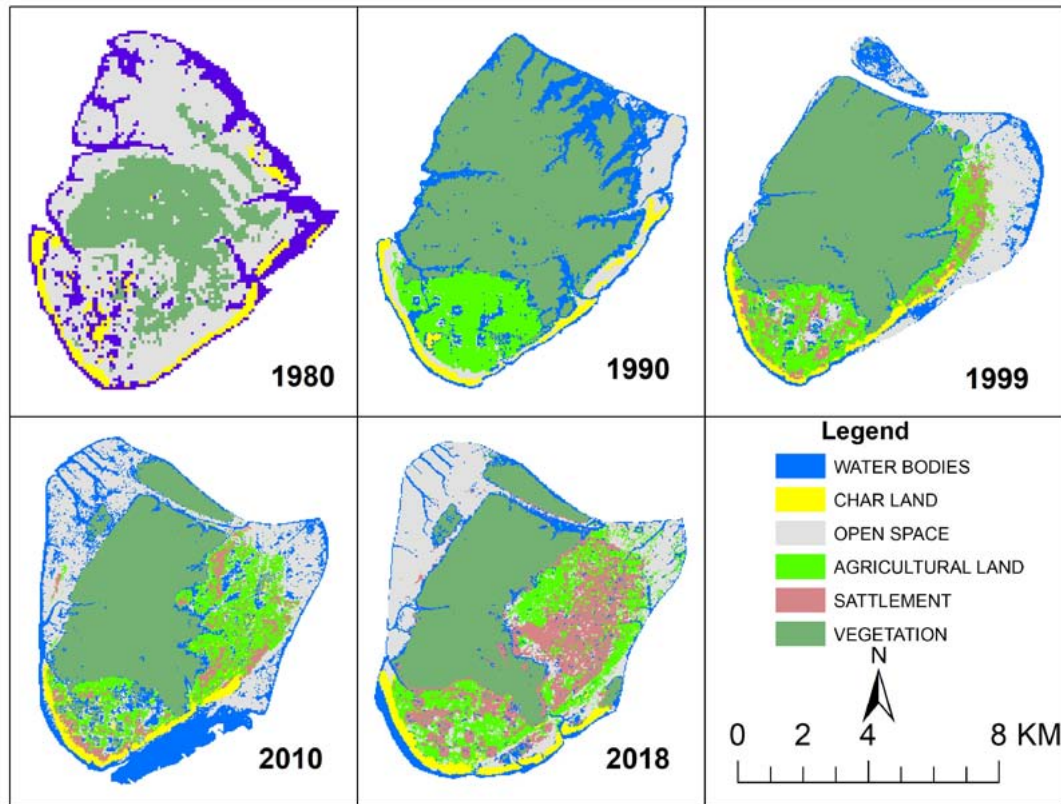 1980
1990
1999
2010
2018
Legend
WATER BODIES
CHAR LAND
OPEN SPACE
AGRICULTURAL LAND
SATTLEMENT
VEGETATION
N
0 2 4 8 KM